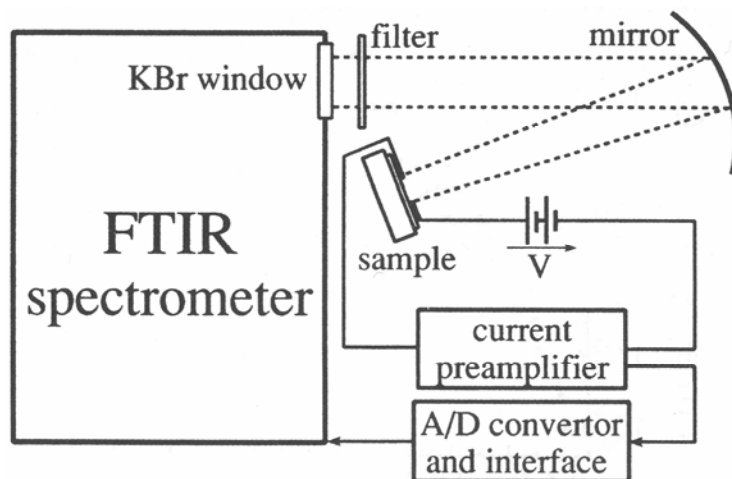 filter
mirror
KBr window
FTIR
spectrometer
sample
V
current
preamplifier
A/D convertor
and interface